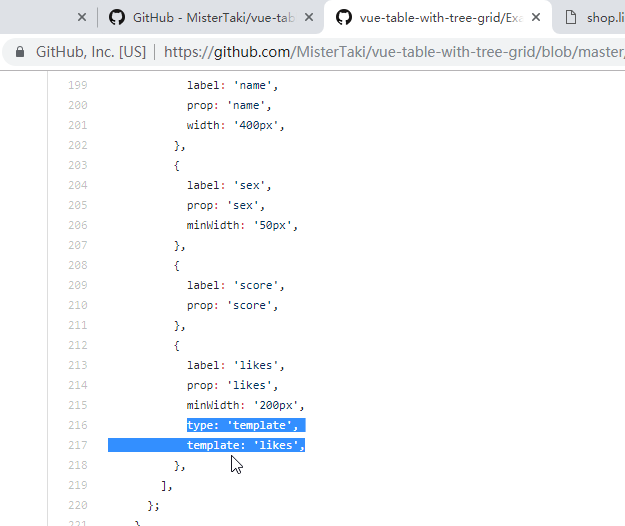 GitHub - MisterTaki/vue-tab
vue-table-with-tree-grid/Exa
shop.li
GitHub, Inc. [US] | https://github.com/MisterTaki/vue-table-with-tree-grid/blob/master,
199 label: 'name',
200 prop: 'name',
201 width: '400px',
202 },
203 {
204 label: 'sex',
205 prop: 'sex',
206 minWidth: '50px',
207 },
208 {
209 label: 'score',
210 prop: 'score',
211 },
212 {
213 label: 'likes',
214 prop: 'likes',
215 minWidth: '200px',
216 type: 'template',
217 template: 'likes',
218 },
219 ],
220 };
221 }